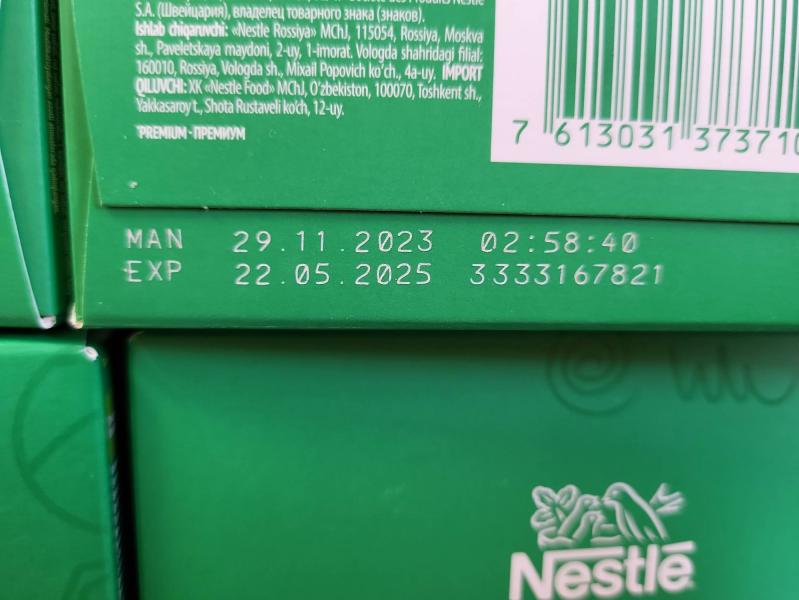 S.A. (Швейцария), владелец товарного знака (знаков).
Ishlab chiqaruvchi: «Nestle Rossiya» MChJ, 115054, Rossiya, Moskva
sh., Paveletskaya maydoni, 2-uy, 1-imorat. Vologda shahridagi filial:
160010, Rossiya, Vologda sh., Mixail Popovich ko'ch., 4a-uy. IMPORT
QILUVCHI: XK «Nestle Food» MChJ, O'zbekiston, 100070, Toshkent sh.,
Yakkasaroy t., Shota Rustaveli ko'ch, 12-uy.
PREMIUM - ПРЕМИУМ
7 613031 373710
MAN 29.11.2023 02:58:40
EXP 22.05.2025 3333167821
Nestlé